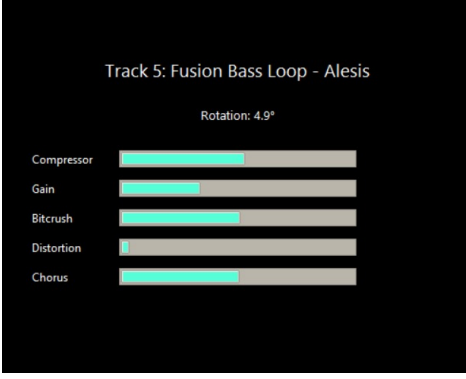 Track 5: Fusion Bass Loop - Alesis
Rotation: 4.9°
Compressor
Gain
Bitcrush
Distortion
Chorus